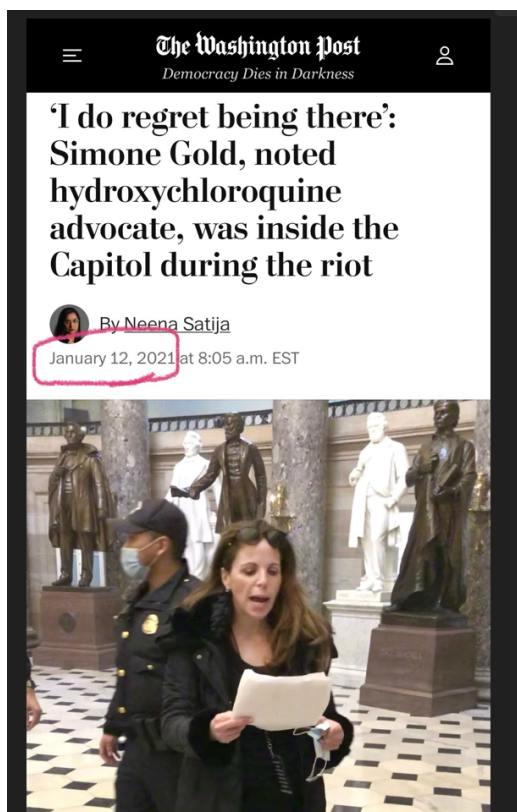 The Washington Post
Democracy Dies in Darkness
‘I do regret being there’:
Simone Gold, noted
hydroxychloroquine
advocate, was inside the
Capitol during the riot
By Neena Satija
January 12, 2021 at 8:05 a.m. EST